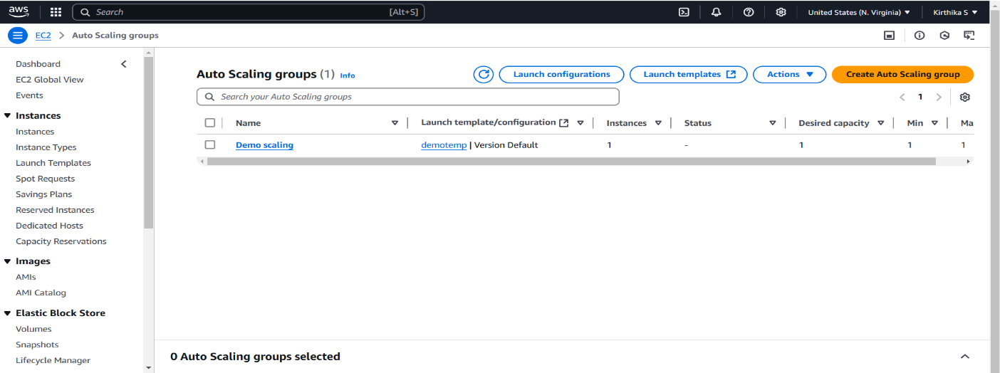 aws Search [Alt+S] United States (N. Virginia) Kirthika S
EC2 > Auto Scaling groups
Dashboard
EC2 Global View
Events
Instances
Instances
Instance Types
Launch Templates
Spot Requests
Savings Plans
Reserved Instances
Dedicated Hosts
Capacity Reservations
Images
AMIs
AMI Catalog
Elastic Block Store
Volumes
Snapshots
Lifecycle Manager
Auto Scaling groups (1) Info Launch configurations Launch templates Actions Create Auto Scaling group
Search your Auto Scaling groups 1
Name Launch template/configuration Instances Status Desired capacity Min Ma
Demo scaling demotemp | Version Default 1 - 1 1 1
0 Auto Scaling groups selected